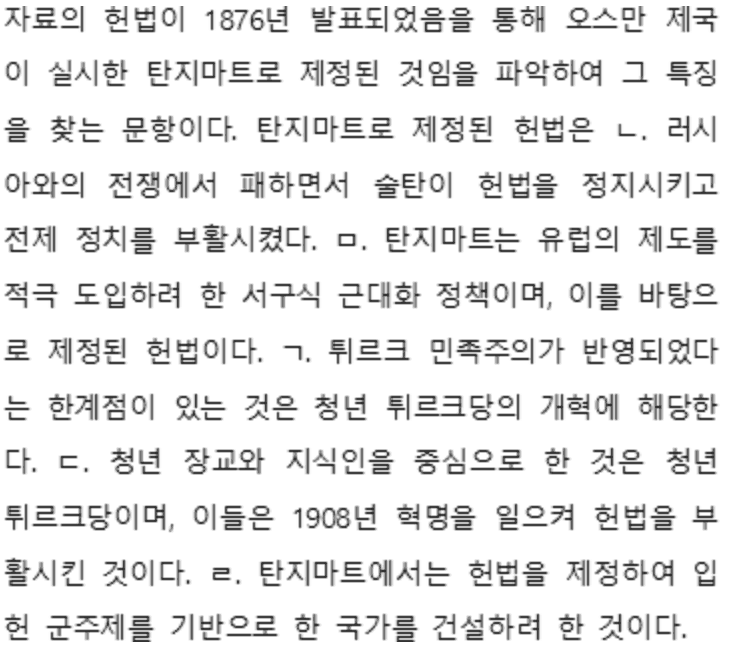 자료의 헌법이 1876년 발표되었음을 통해 오스만 제국
이 실시한 탄지마트로 제정된 것임을 파악하여 그 특징
을 찾는 문항이다. 탄지마트로 제정된 헌법은 ㄴ. 러시
아와의 전쟁에서 패하면서 술탄이 헌법을 정지시키고
전제 정치를 부활시켰다. ㅁ. 탄지마트는 유럽의 제도를
적극 도입하려 한 서구식 근대화 정책이며, 이를 바탕으
로 제정된 헌법이다. ㄱ. 튀르크 민족주의가 반영되었다
는 한계점이 있는 것은 청년 튀르크당의 개혁에 해당한
다. ㄷ. 청년 장교와 지식인을 중심으로 한 것은 청년
튀르크당이며, 이들은 1908년 혁명을 일으켜 헌법을 부
활시킨 것이다. ㄹ. 탄지마트에서는 헌법을 제정하여 입
헌 군주제를 기반으로 한 국가를 건설하려 한 것이다.